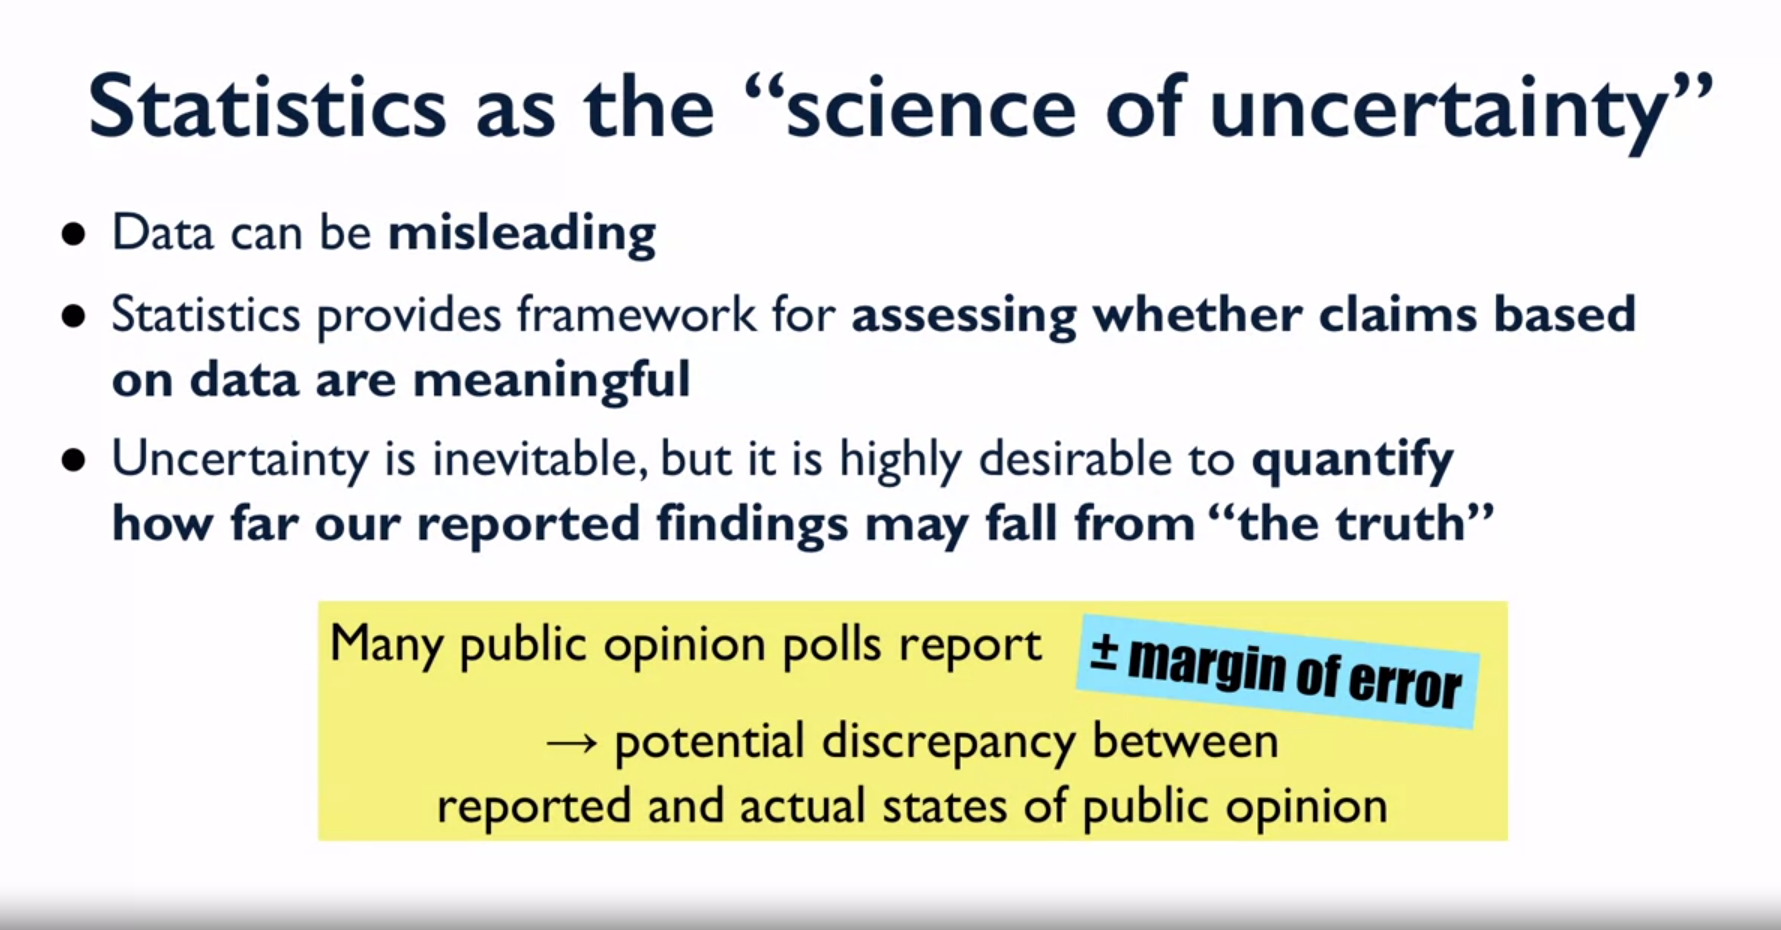 Statistics as the “science of uncertainty”
● Data can be misleading
● Statistics provides framework for assessing whether claims based
on data are meaningful
● Uncertainty is inevitable, but it is highly desirable to quantify
how far our reported findings may fall from “the truth”
Many public opinion polls report ± margin of error
→ potential discrepancy between
reported and actual states of public opinion